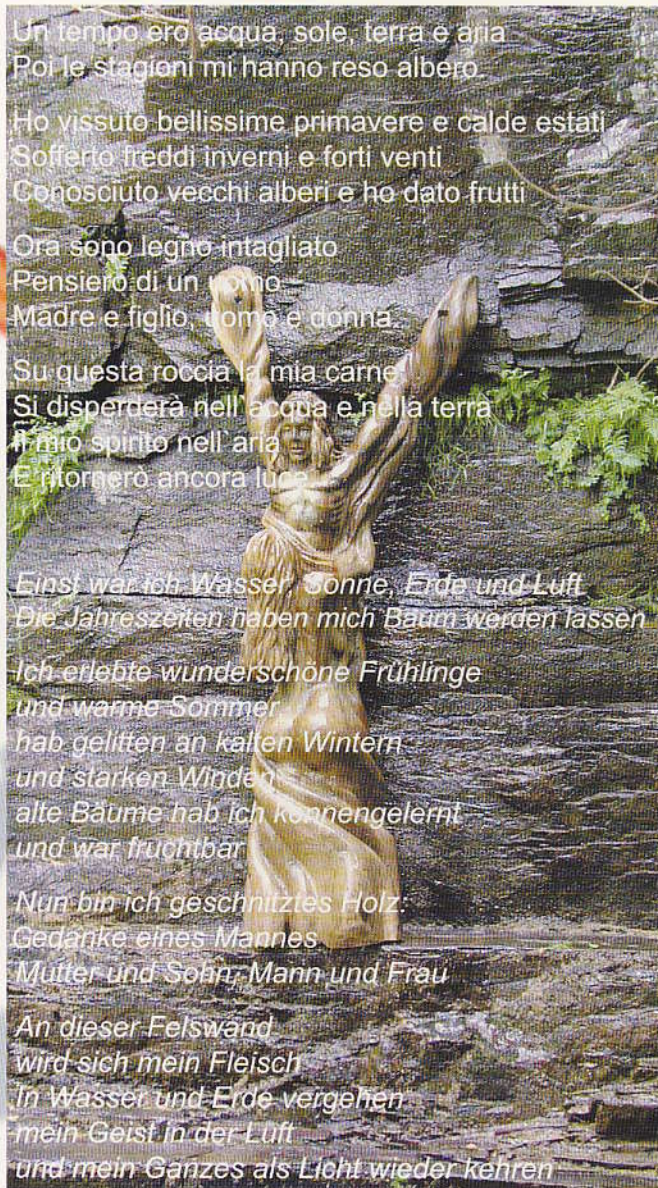 Un tempo ero acqua, sole, terra e aria
Poi le stagioni mi hanno reso albero.
Ho vissuto bellissime primavere e calde estati
Sofferto freddi inverni e forti venti
Conosciuto vecchi alberi e ho dato frutti
Ora sono legno intagliato
Pensiero di un uomo
Madre e figlio, uomo e donna.
Su questa roccia la mia carne
Si disperderà nell'acqua e nella terra
Il mio spirito nell'aria
E ritornerò ancora luce.
Einst war ich Wasser, Sonne, Erde und Luft
Die Jahreszeiten haben mich Baum werden lassen
Ich erlebte wunderschöne Frühlinge
und warme Sommer
hab gelitten an kalten Wintern
und starken Winden
alte Bäume hab ich kennengelernt
und war fruchtbar
Nun bin ich geschnitztes Holz:
Gedanke eines Mannes
Mutter und Sohn, Mann und Frau
An dieser Felswand
wird sich mein Fleisch
In Wasser und Erde vergehen
mein Geist in der Luft
und mein Ganzes als Licht wieder kehren